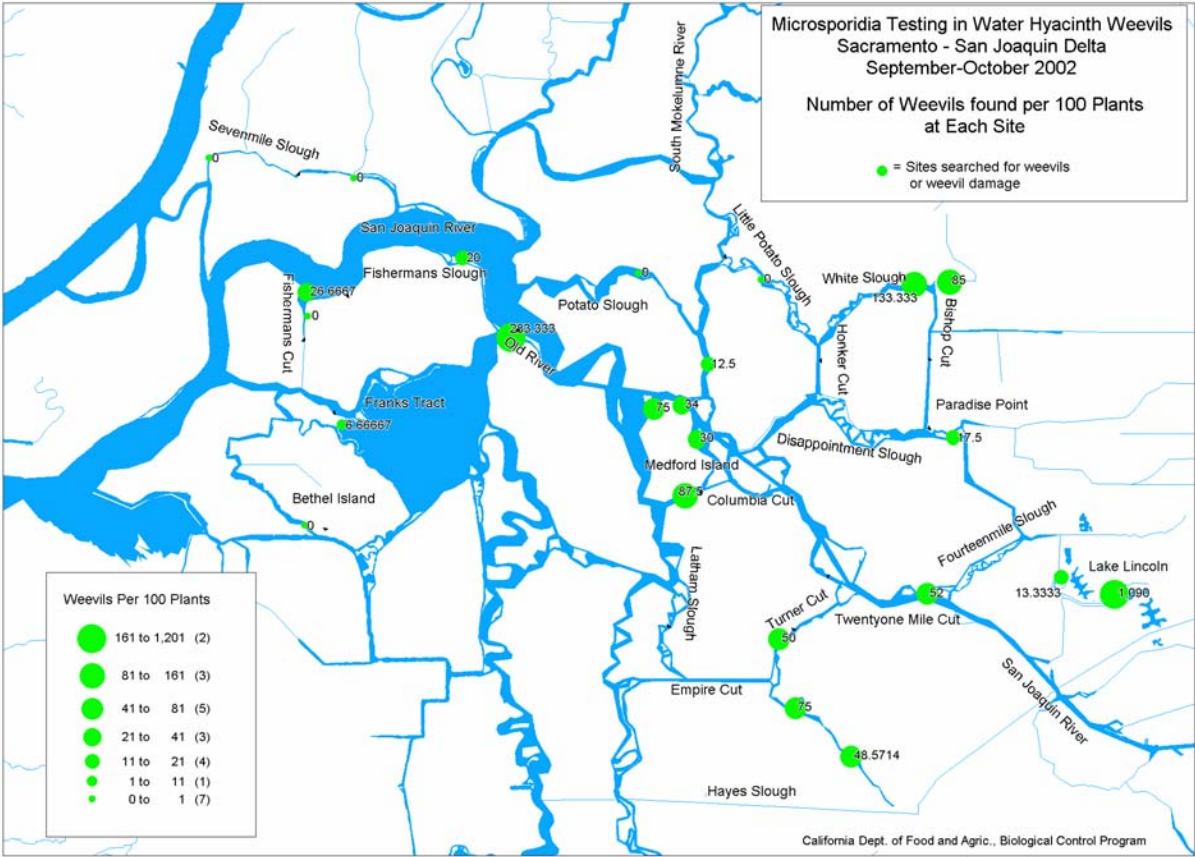 Microsporidia Testing in Water Hyacinth Weevils
Sacramento - San Joaquin Delta
September-October 2002
Number of Weevils found per 100 Plants
at Each Site
= Sites searched for weevils
or weevil damage
South Mokelumne River
Sevenmile Slough
0
0
San Joaquin River
20
Fishermans Slough
Fishermans Cut
26.6667
0
Little Potato Slough
0
0
Potato Slough
White Slough
133.333
85
Bishop Cut
Honker Cut
Old River
12.5
Franks Tract
6.66667
75
34
30
Paradise Point
17.5
Disappointment Slough
Medford Island
87.5
Columbia Cut
Bethel Island
0
Fourteenmile Slough
Latham Slough
Lake Lincoln
13.3333
1,090
52
Twentyone Mile Cut
Turner Cut
50
San Joaquin River
Empire Cut
75
48.5714
Hayes Slough
Weevils Per 100 Plants
161 to 1,201 (2)
81 to 161 (3)
41 to 81 (5)
21 to 41 (3)
11 to 21 (4)
1 to 11 (1)
0 to 1 (7)
California Dept. of Food and Agric., Biological Control Program